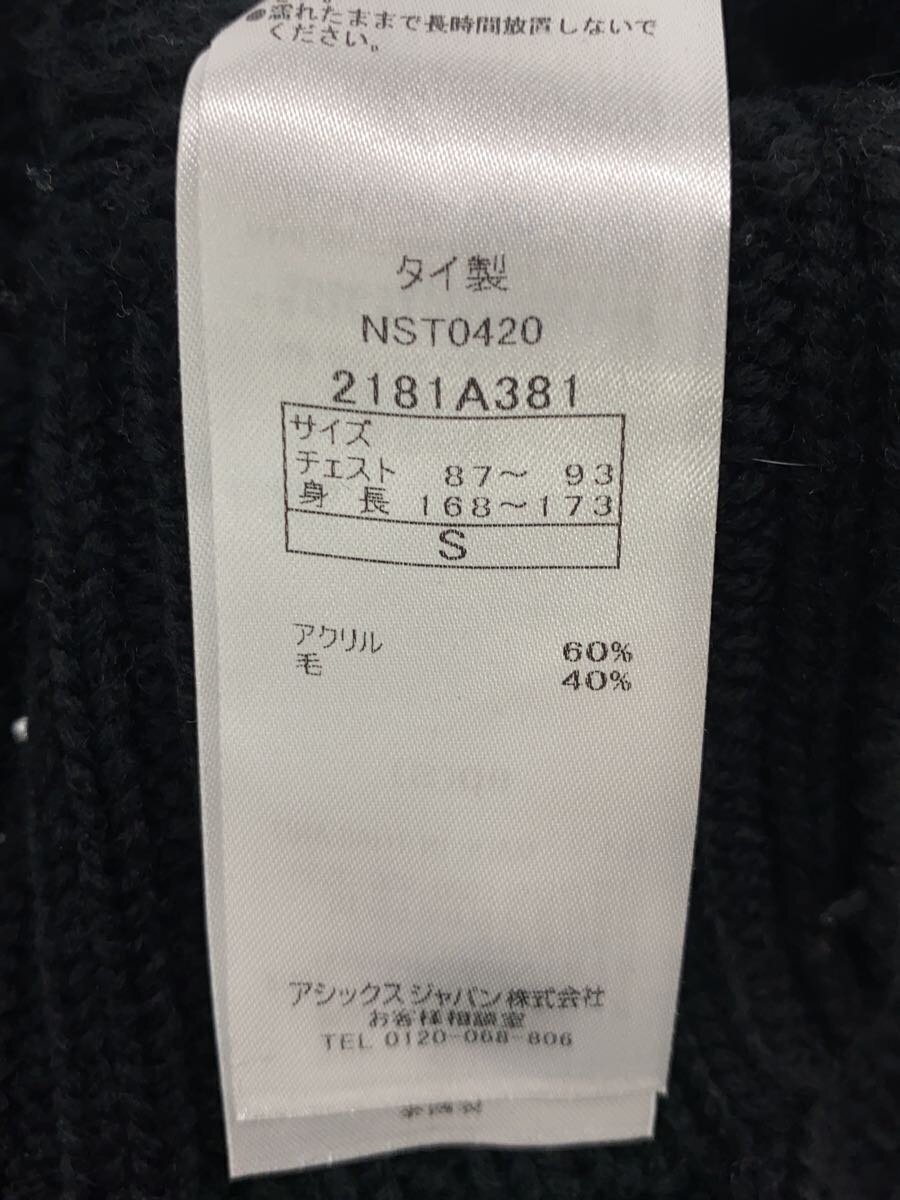 ●濡れたままで長時間放置しないで
ください。
タイ製
NST0420
2181A381
サイズ
チェスト 87～ 93
身長 168～173
S
アクリル 60%
毛 40%
アシックスジャパン株式会社
お客様相談室
TEL 0120-068-806